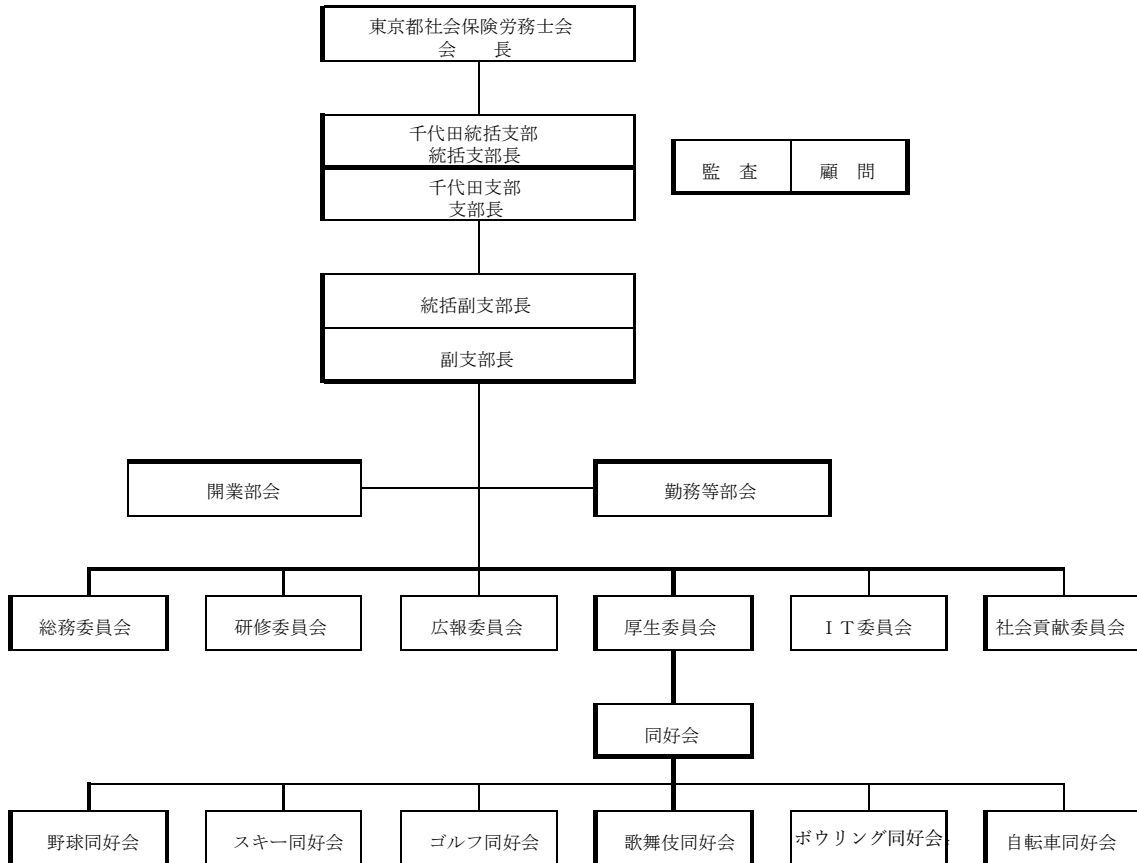 東京都社会保険労務士会
会　　長
千代田統括支部
統括支部長
千代田支部
支部長
監　査
顧　問
統括副支部長
副支部長
開業部会
勤務等部会
総務委員会
研修委員会
広報委員会
厚生委員会
ＩＴ委員会
社会貢献委員会
同好会
野球同好会
スキー同好会
ゴルフ同好会
歌舞伎同好会
ボウリング同好会
自転車同好会